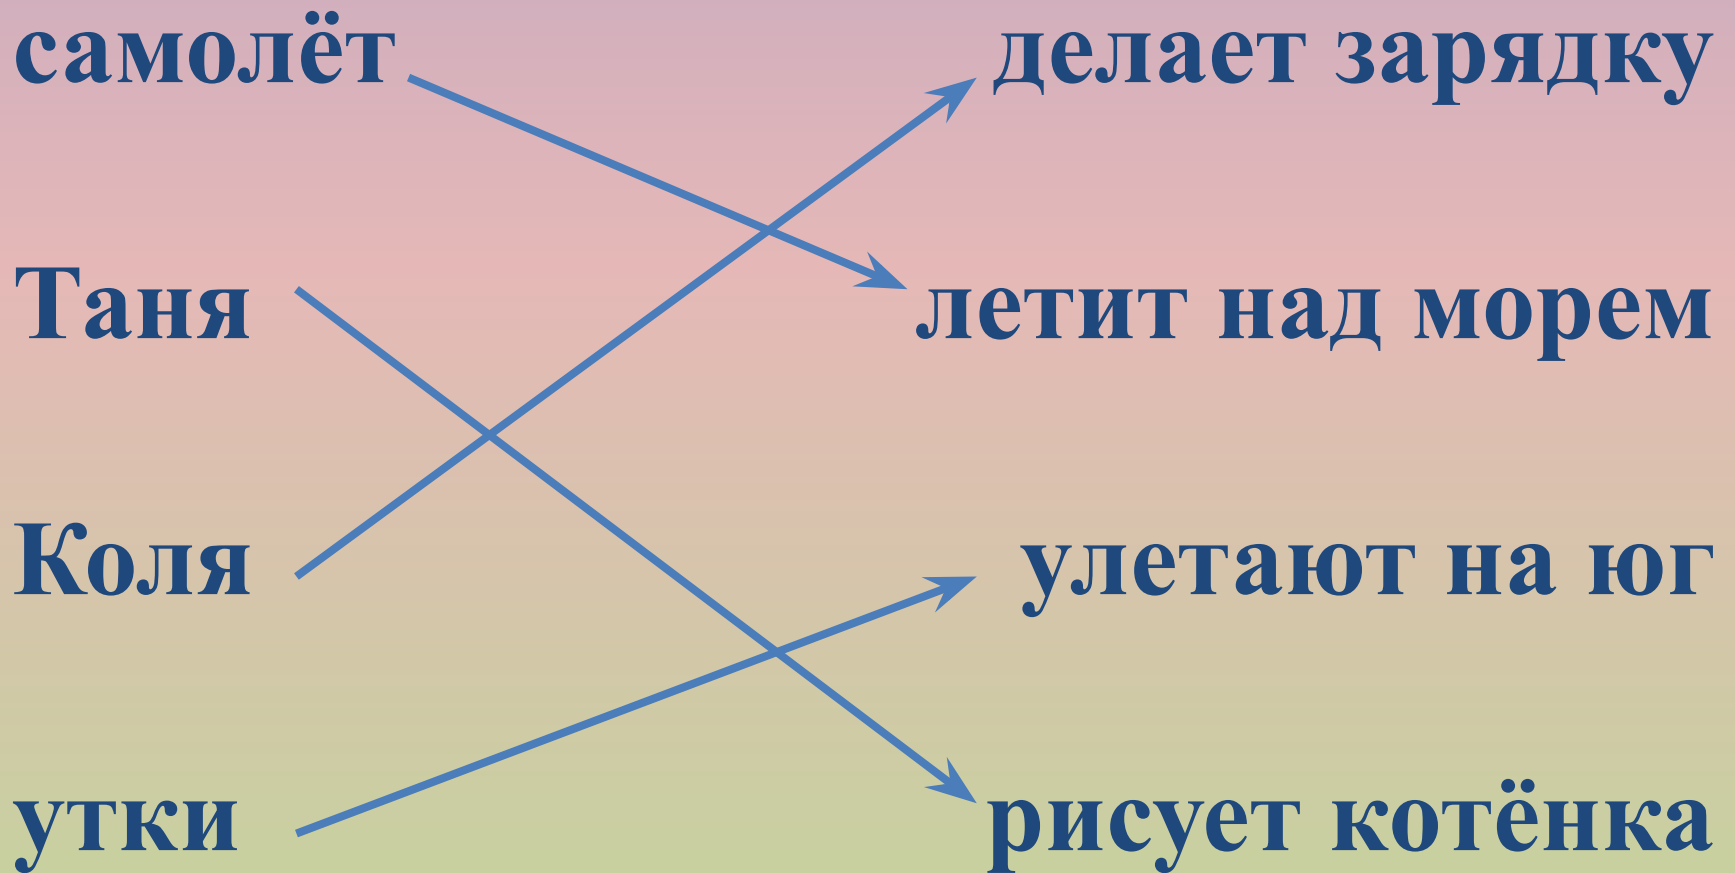 самолёт делает зарядку
Таня летит над морем
Коля улетают на юг
утки рисует котёнка